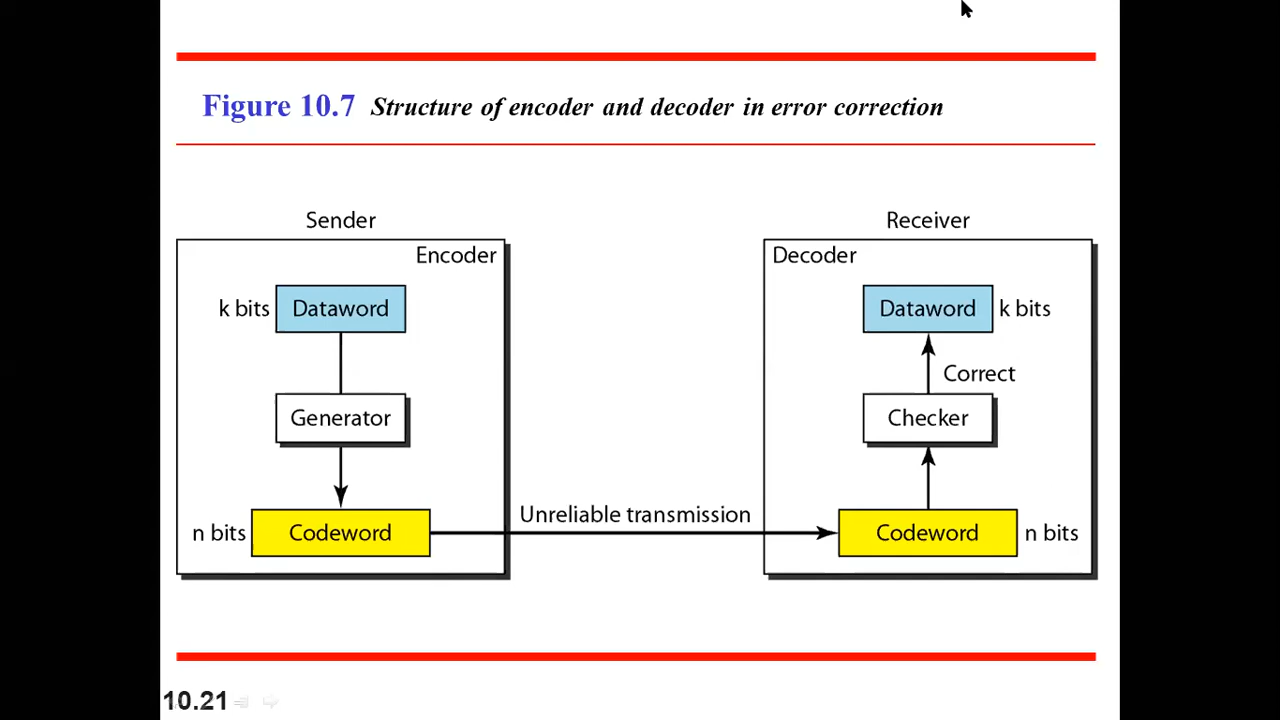 Figure 10.7 Structure of encoder and decoder in error correction
Sender
Receiver
Encoder
Decoder
k bits
Dataword
Dataword
k bits
Correct
Generator
Checker
Unreliable transmission
n bits
Codeword
Codeword
n bits
10.21